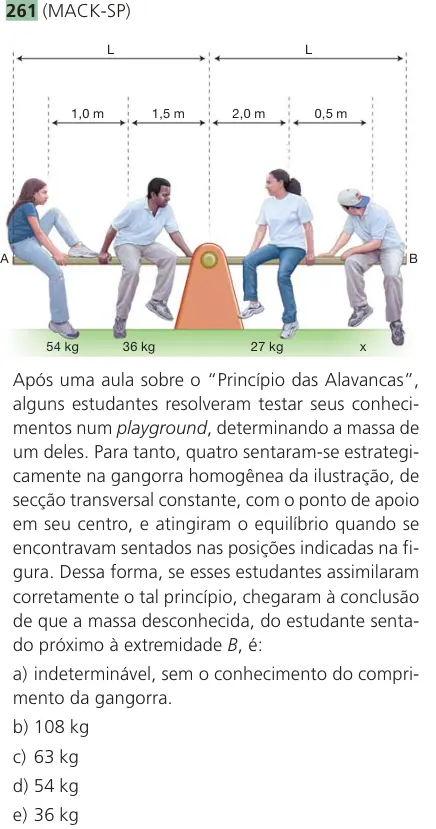 261 (MACK-SP)
L L
1,0 m 1,5 m 2,0 m 0,5 m
A B
54 kg 36 kg 27 kg x
Após uma aula sobre o “Princípio das Alavancas”,
alguns estudantes resolveram testar seus conheci-
mentos num playground, determinando a massa de
um deles. Para tanto, quatro sentaram-se estrategi-
camente na gangorra homogênea da ilustração, de
secção transversal constante, com o ponto de apoio
em seu centro, e atingiram o equilíbrio quando se
encontravam sentados nas posições indicadas na fi-
gura. Dessa forma, se esses estudantes assimilaram
corretamente o tal princípio, chegaram à conclusão
de que a massa desconhecida, do estudante senta-
do próximo à extremidade B, é:
a) indeterminável, sem o conhecimento do compri-
mento da gangorra.
b) 108 kg
c) 63 kg
d) 54 kg
e) 36 kg